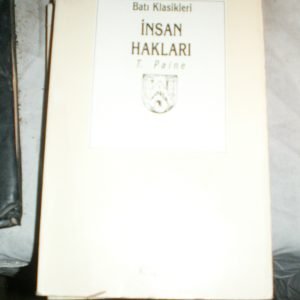 Batı Klasikleri
İNSAN
HAKLARI
T. Paine